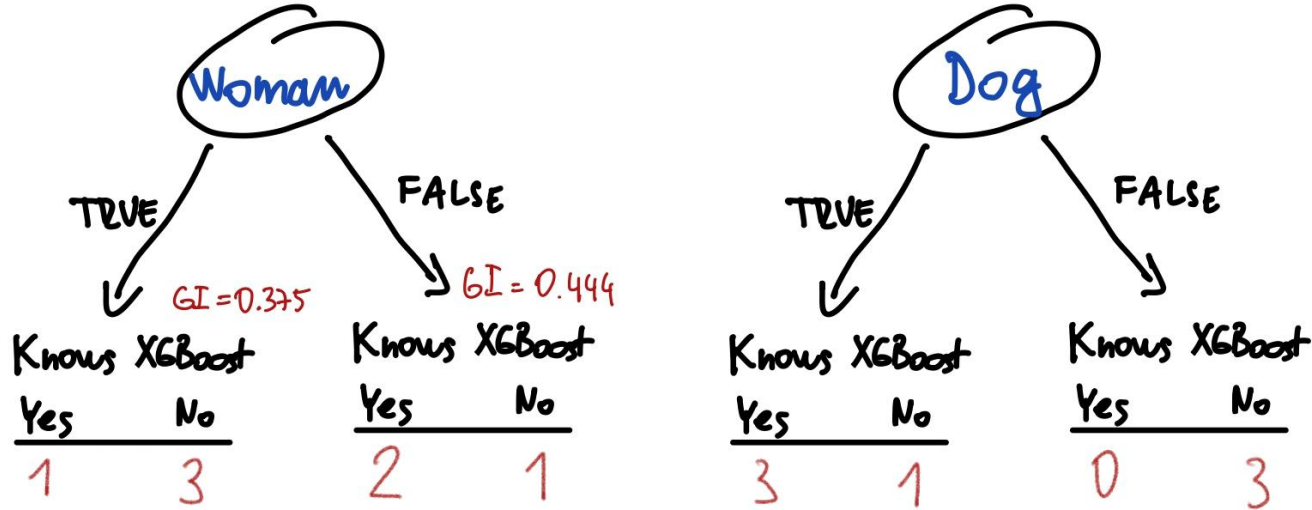 Woman
TRUE
FALSE
GI=0.375
GI = 0.444
Knows XGBoost
Yes No
1 3
Knows XGBoost
Yes No
2 1
Dog
TRUE
FALSE
Knows XGBoost
Yes No
3 1
Knows XGBoost
Yes No
0 3